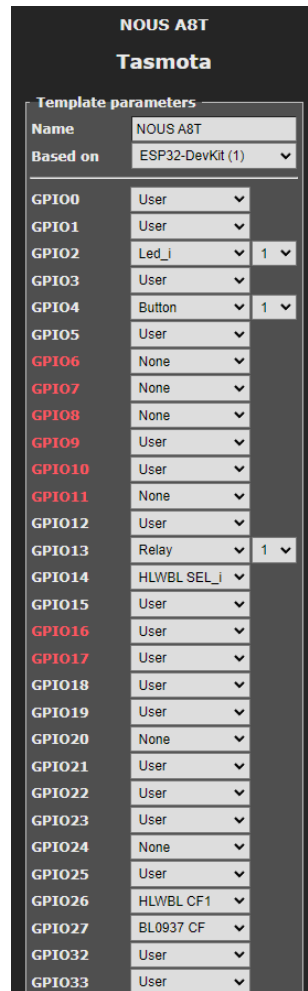 NOUS A8T
Tasmota
Template parameters
Name NOUS A8T
Based on ESP32-DevKit (1)
GPIO0 User
GPIO1 User
GPIO2 Led_i 1
GPIO3 User
GPIO4 Button 1
GPIO5 User
GPIO6 None
GPIO7 None
GPIO8 None
GPIO9 User
GPIO10 User
GPIO11 None
GPIO12 User
GPIO13 Relay 1
GPIO14 HLWBL SEL_i
GPIO15 User
GPIO16 User
GPIO17 User
GPIO18 User
GPIO19 User
GPIO20 None
GPIO21 User
GPIO22 User
GPIO23 User
GPIO24 None
GPIO25 User
GPIO26 HLWBL CF1
GPIO27 BL0937 CF
GPIO32 User
GPIO33 User